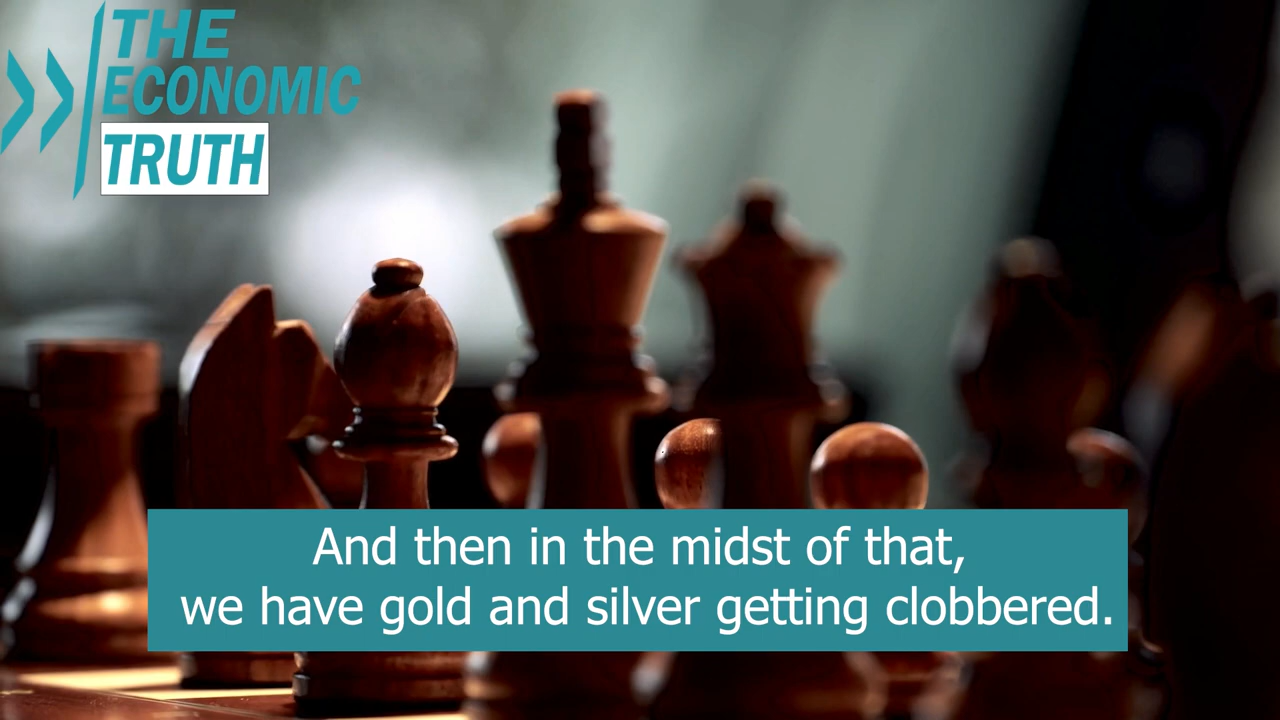 THE
ECONOMIC
TRUTH
And then in the midst of that,
we have gold and silver getting clobbered.